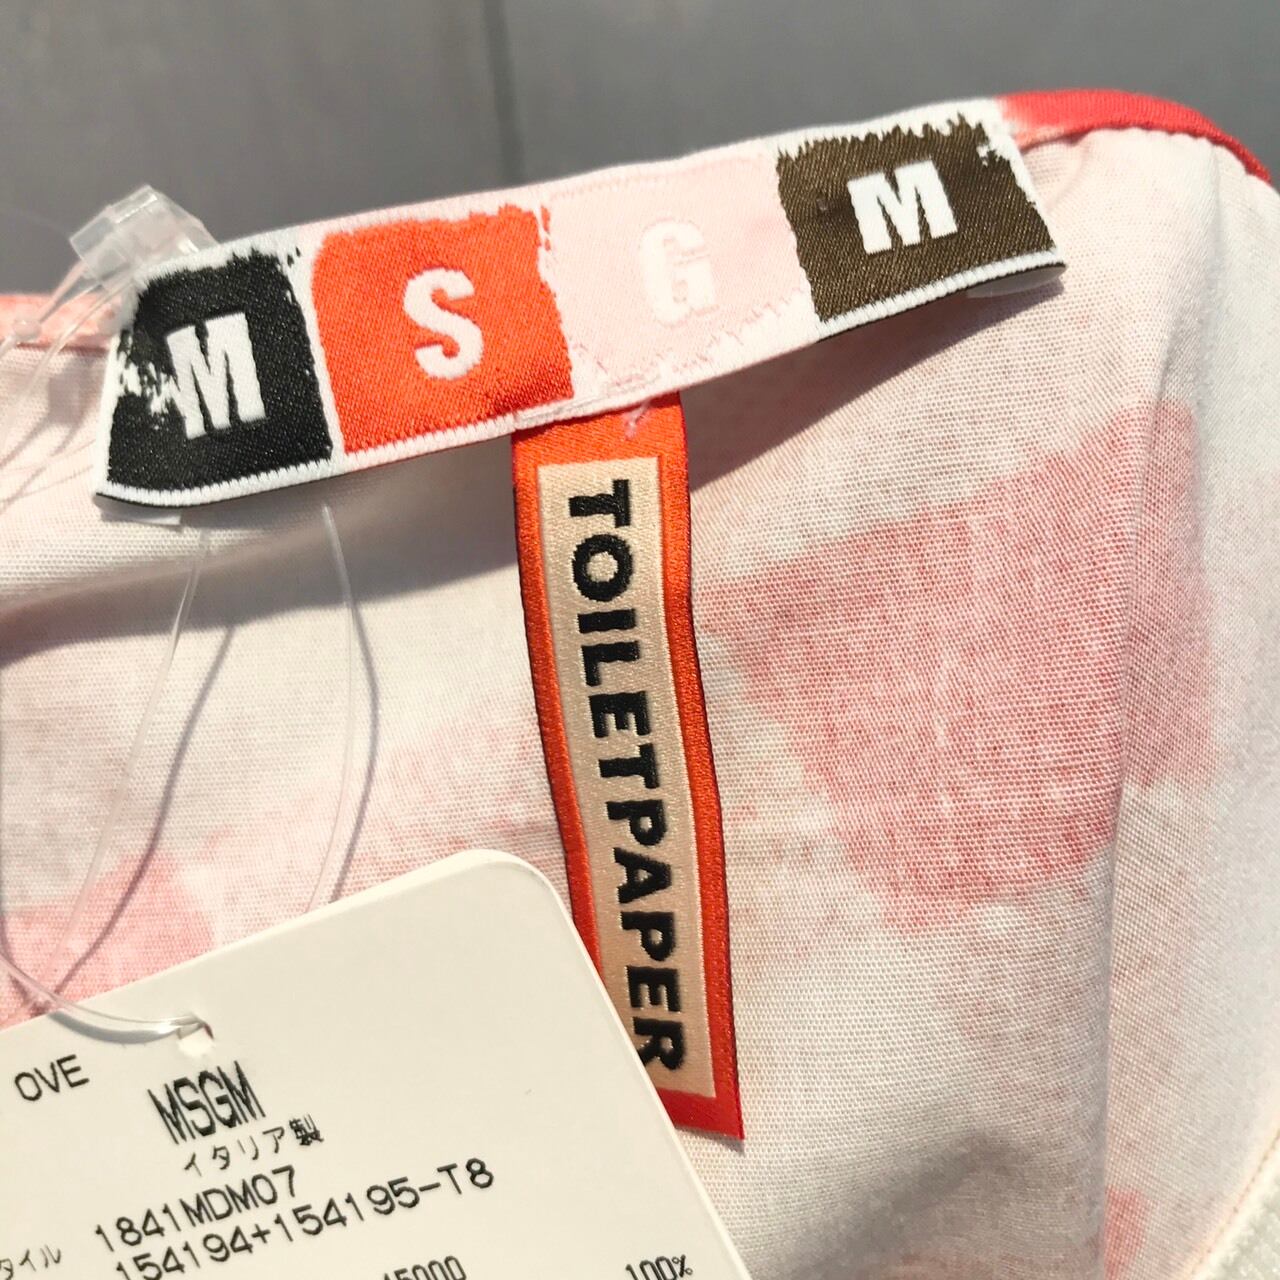 M S G M
TOILETPAPER
OVE
MSGM
イタリア製
1841MDM07
タイル 154194+154195-T8
45000 100%